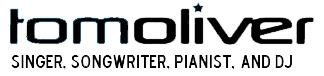 tomoliver
SINGER, SONGWRITER, PIANIST, AND DJ